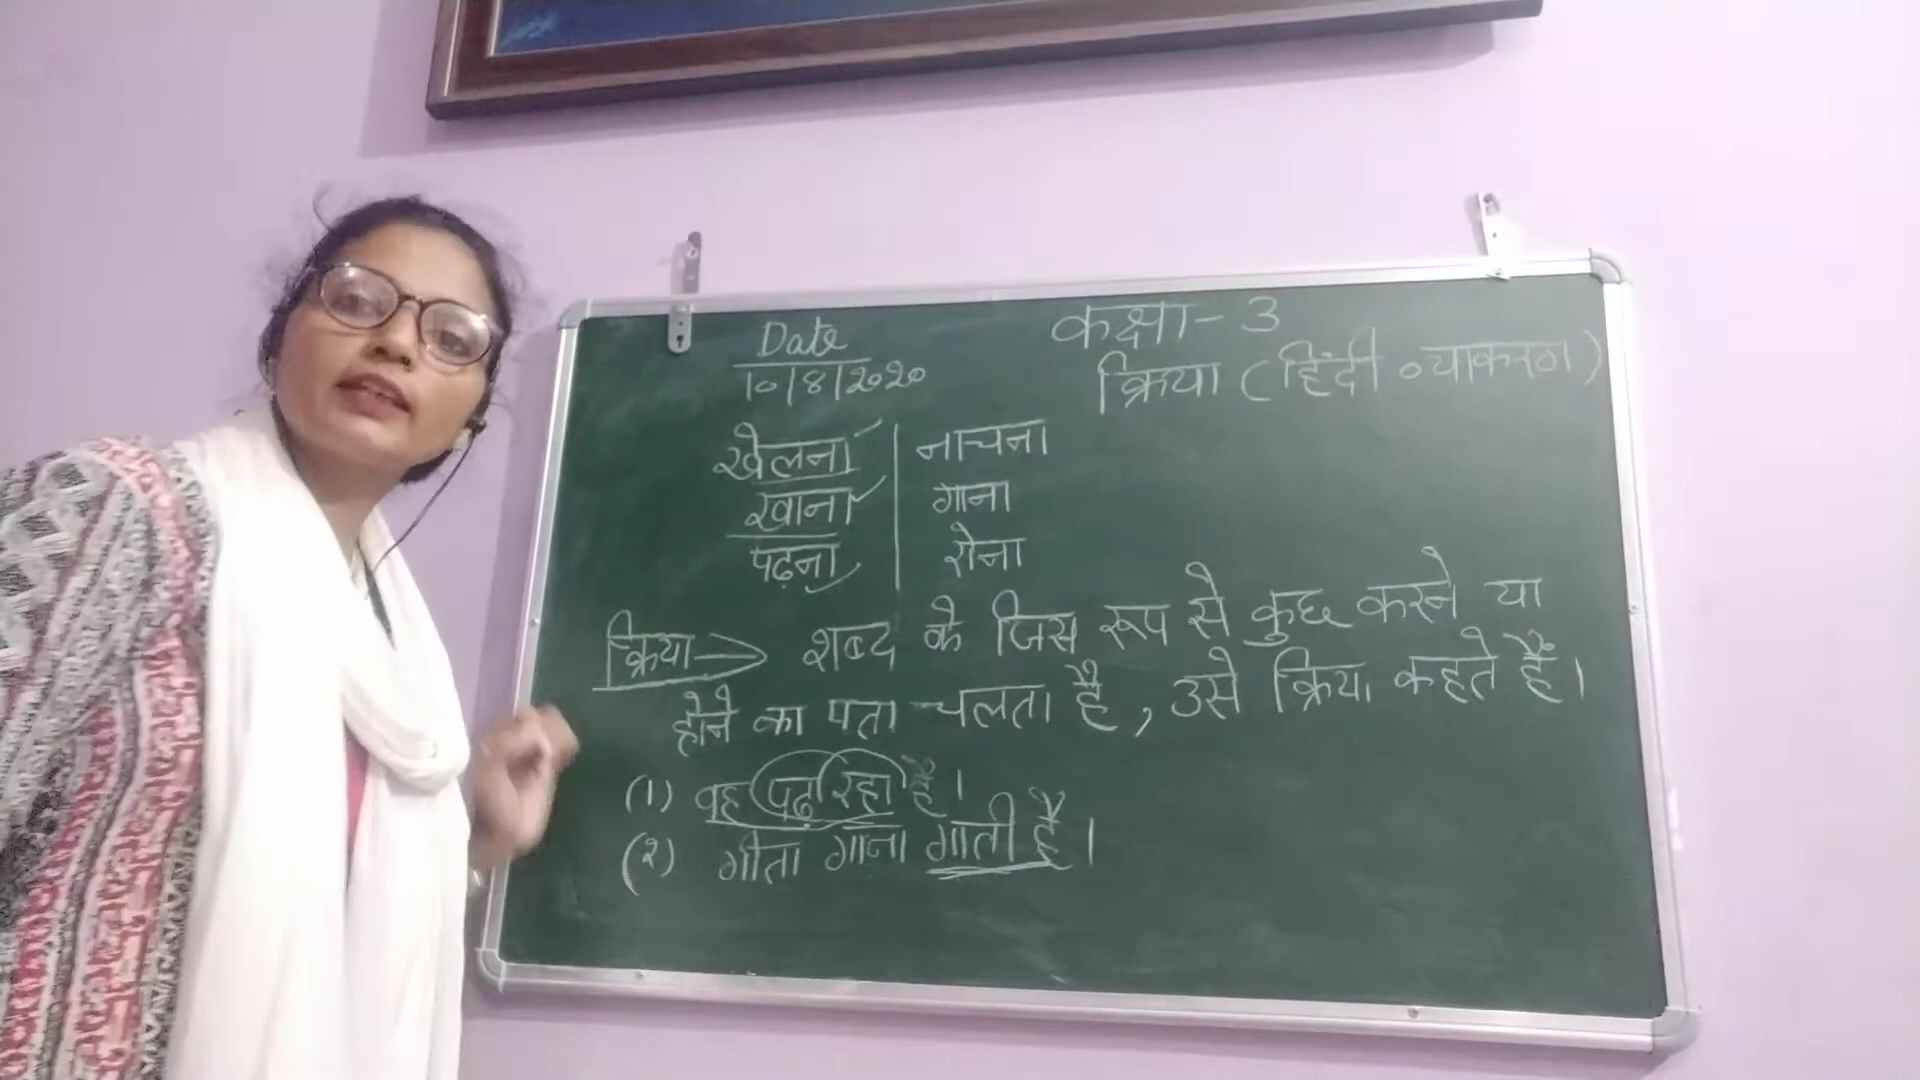 Date
10/8/2020
कक्षा - 3
क्रिया (हिंदी व्याकरण)
खेलना | नाचना
खाना | गाना
पढ़ना | रोना
क्रिया → शब्द के जिस रूप से कुछ करने या
होने का पता चलता है, उसे क्रिया कहते हैं।
(1) वह पढ़ रहा है।
(२) गीता गाना गाती है।